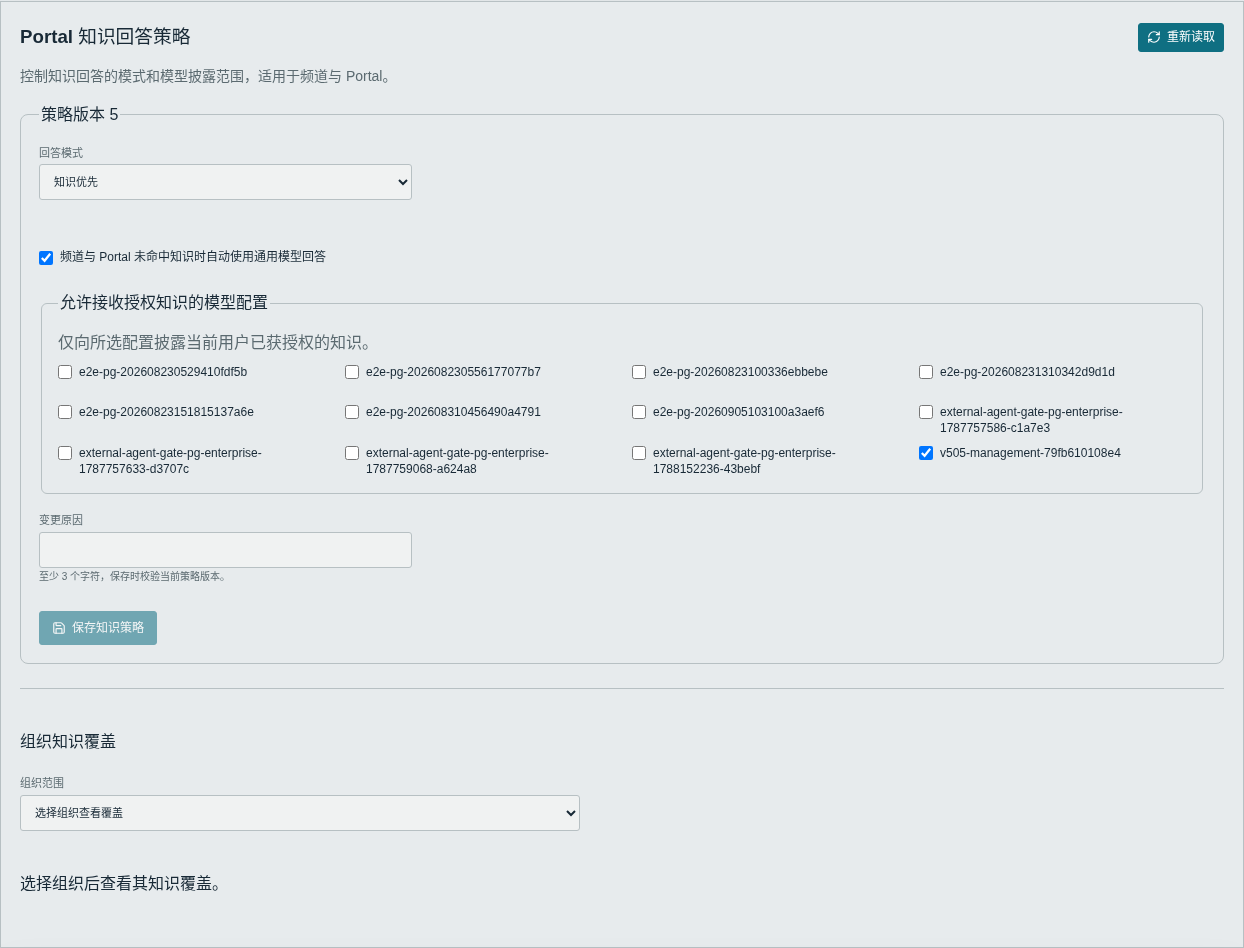 Portal 知识回答策略
重新读取
控制知识回答的模式和模型披露范围，适用于频道与 Portal。
策略版本 5
回答模式
知识优先
频道与 Portal 未命中知识时自动使用通用模型回答
允许接收授权知识的模型配置
仅向所选配置披露当前用户已获授权的知识。
e2e-pg-202608230529410fdf5b
e2e-pg-202608230556177077b7
e2e-pg-20260823100336ebbebe
e2e-pg-202608231310342d9d1d
e2e-pg-20260823151815137a6e
e2e-pg-202608310456490a4791
e2e-pg-20260905103100a3aef6
external-agent-gate-pg-enterprise-
1787757586-c1a7e3
external-agent-gate-pg-enterprise-
1787757633-d3707c
external-agent-gate-pg-enterprise-
1787759068-a624a8
external-agent-gate-pg-enterprise-
1788152236-43bebf
v505-management-79fb610108e4
变更原因
至少 3 个字符，保存时校验当前策略版本。
保存知识策略
组织知识覆盖
组织范围
选择组织查看覆盖
选择组织后查看其知识覆盖。